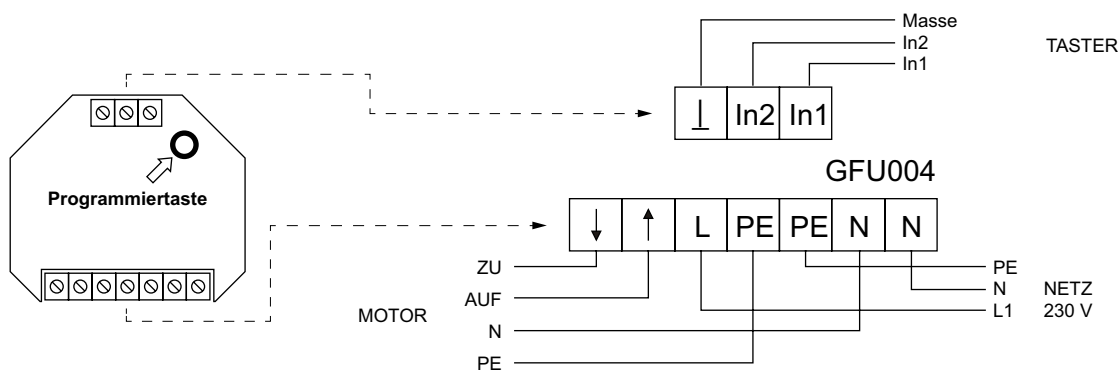 Masse
In2
In1
TASTER
In2 In1
Programmiertaste
GFU004
↓ ↑ L PE PE N N
ZU
AUF
MOTOR
N
PE
PE
N NETZ
L1 230 V